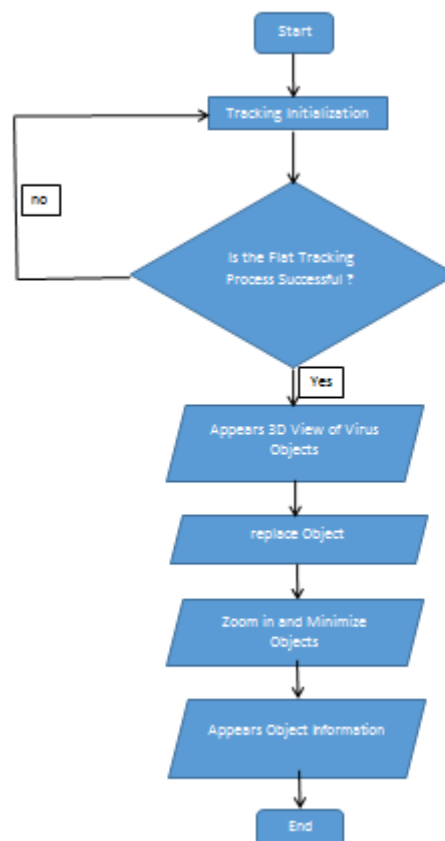 Start
Tracking Initialization
no
Is the Flat Tracking
Process Successful ?
Yes
Appears 3D View of Virus
Objects
replace Object
Zoom in and Minimize
Objects
Appears Object Information
End